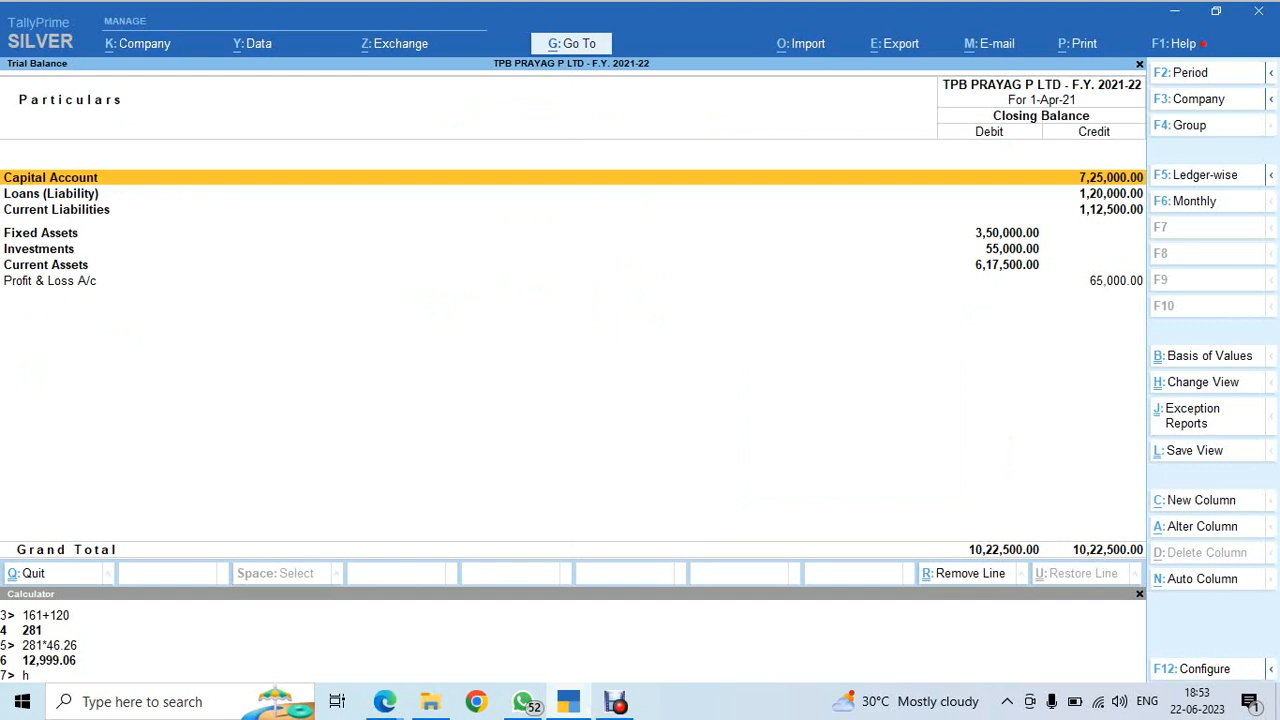 TallyPrime
MANAGE
SILVER
K: Company
Y: Data
Z: Exchange
G: Go To
O: Import
E: Export
M: E-mail
P: Print
F1: Help
Trial Balance
TPB PRAYAG P LTD - F.Y. 2021-22
Particulars
TPB PRAYAG P LTD - F.Y. 2021-22
For 1-Apr-21
Closing Balance
Debit Credit
Capital Account 7,25,000.00
Loans (Liability) 1,20,000.00
Current Liabilities 1,12,500.00
Fixed Assets 3,50,000.00
Investments 55,000.00
Current Assets 6,17,500.00
Profit & Loss A/c 65,000.00
Grand Total 10,22,500.00 10,22,500.00
F2: Period
F3: Company
F4: Group
F5: Ledger-wise
F6: Monthly
F7
F8
F9
F10
B: Basis of Values
H: Change View
J: Exception
Reports
L: Save View
C: New Column
A: Alter Column
D: Delete Column
N: Auto Column
F12: Configure
Q: Quit
Space: Select
R: Remove Line
U: Restore Line
Calculator
3> 161+120
4 281
5> 281*46.26
6 12,999.06
7> h
Type here to search
52
30°C Mostly cloudy
ENG
18:53
22-06-2023
1